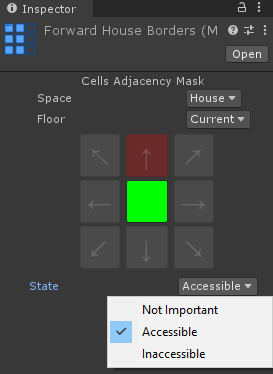 Inspector
Forward House Borders (M
Open
Cells Adjacency Mask
Space House
Floor Current
State Accessible
Not Important
Accessible
Inaccessible